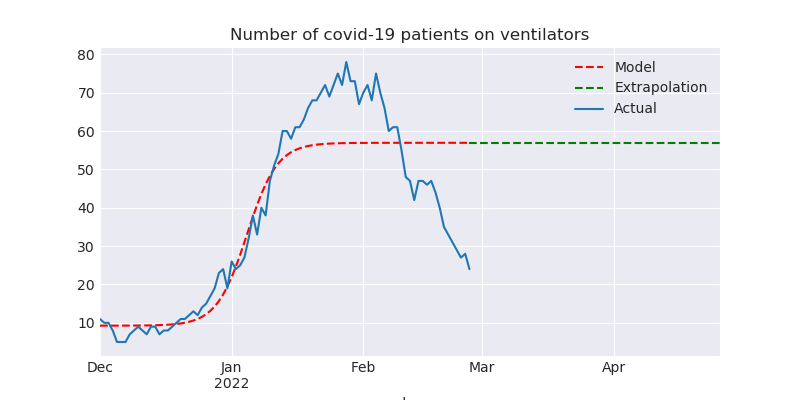 Number of covid-19 patients on ventilators
80
70
60
50
40
30
20
10
Model
Extrapolation
Actual
Dec
Jan
2022
Feb
Mar
Apr